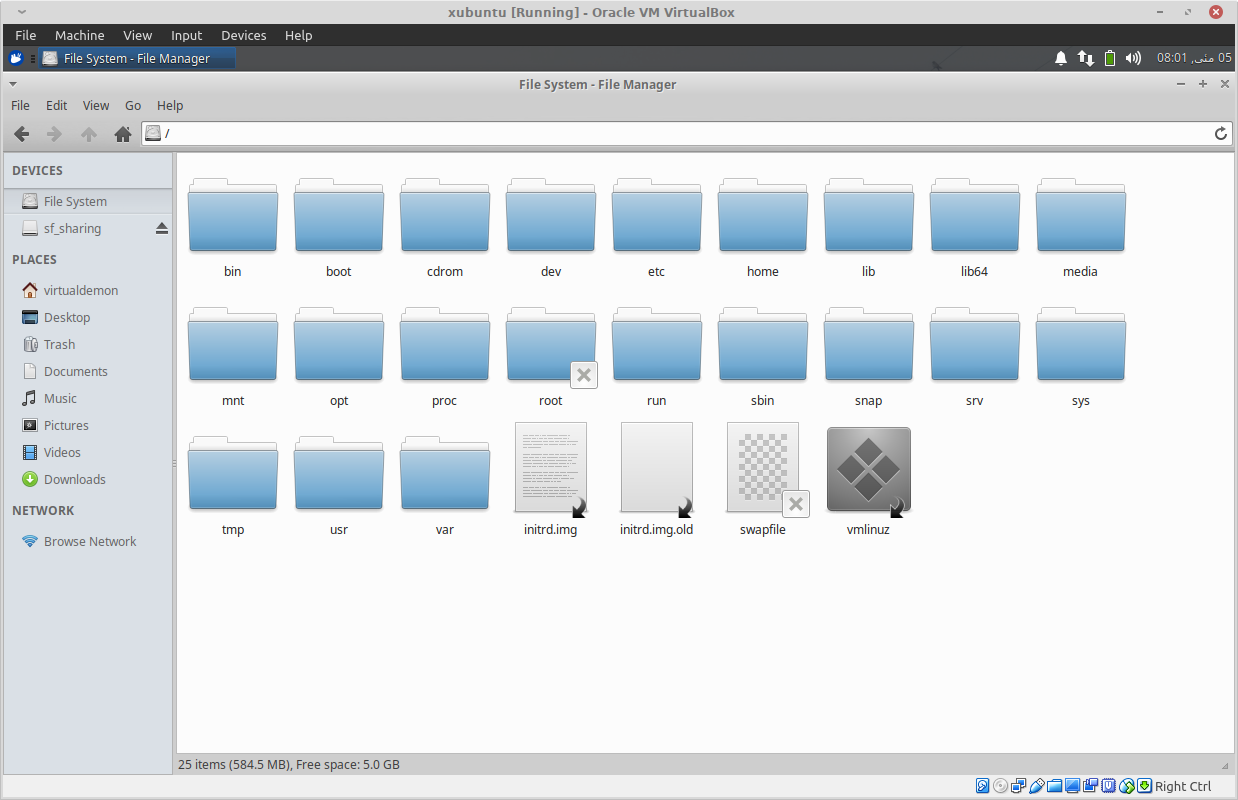 xubuntu [Running] - Oracle VM VirtualBox
File Machine View Input Devices Help
File System - File Manager
05 مئی, 08:01
File System - File Manager
File Edit View Go Help
/
DEVICES
File System
sf_sharing
PLACES
virtualdemon
Desktop
Trash
Documents
Music
Pictures
Videos
Downloads
NETWORK
Browse Network
bin boot cdrom dev etc home lib lib64 media
mnt opt proc root run sbin snap srv sys
tmp usr var initrd.img initrd.img.old swapfile vmlinuz
25 items (584.5 MB), Free space: 5.0 GB
Right Ctrl